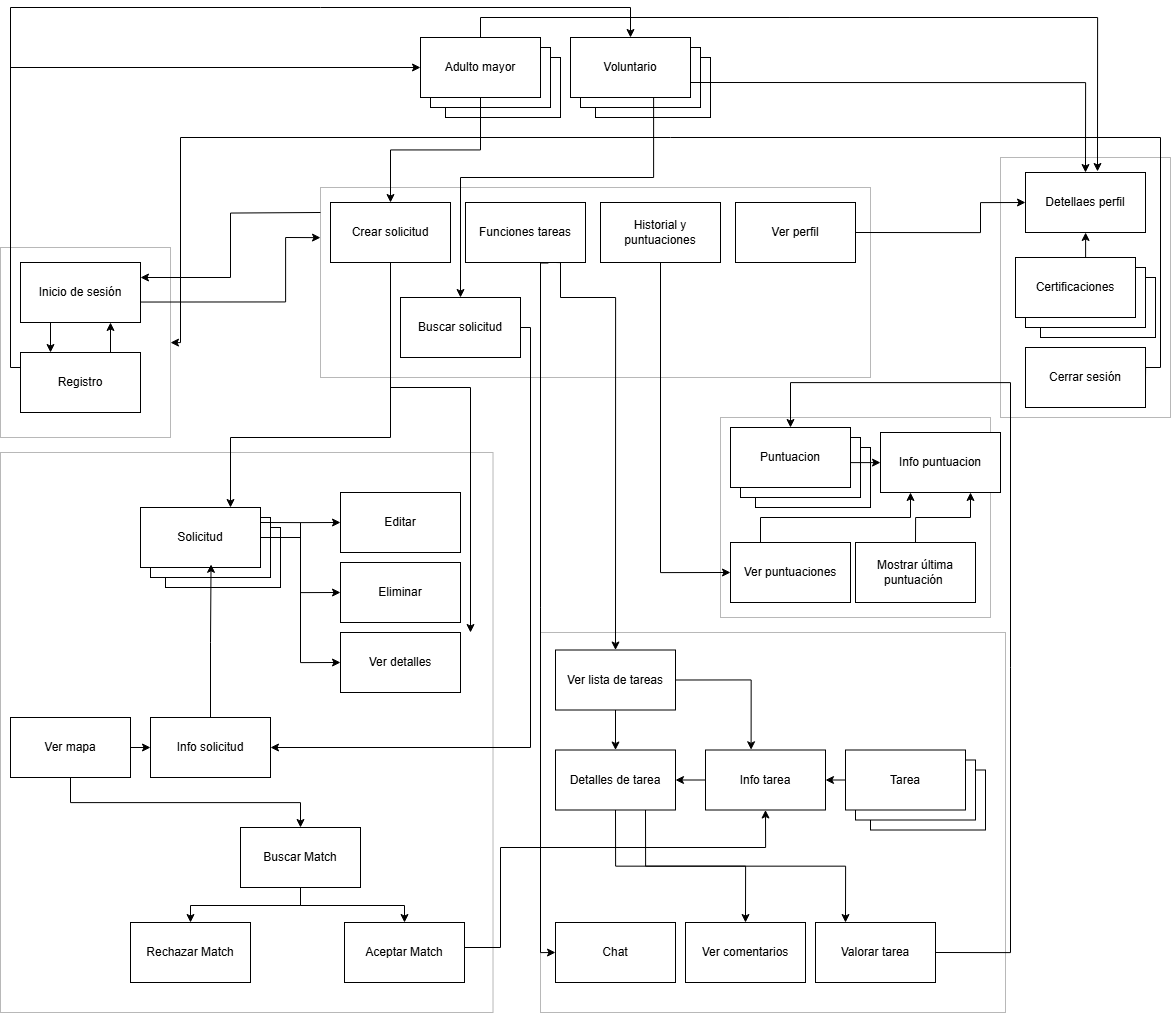 Adulto mayor
Voluntario
Crear solicitud
Funciones tareas
Historial y
puntuaciones
Ver perfil
Detellaes perfil
Inicio de sesión
Buscar solicitud
Certificaciones
Registro
Cerrar sesión
Puntuacion
Info puntuacion
Ver puntuaciones
Mostrar última
puntuación
Solicitud
Editar
Eliminar
Ver detalles
Ver mapa
Info solicitud
Buscar Match
Rechazar Match
Aceptar Match
Ver lista de tareas
Detalles de tarea
Info tarea
Tarea
Chat
Ver comentarios
Valorar tarea